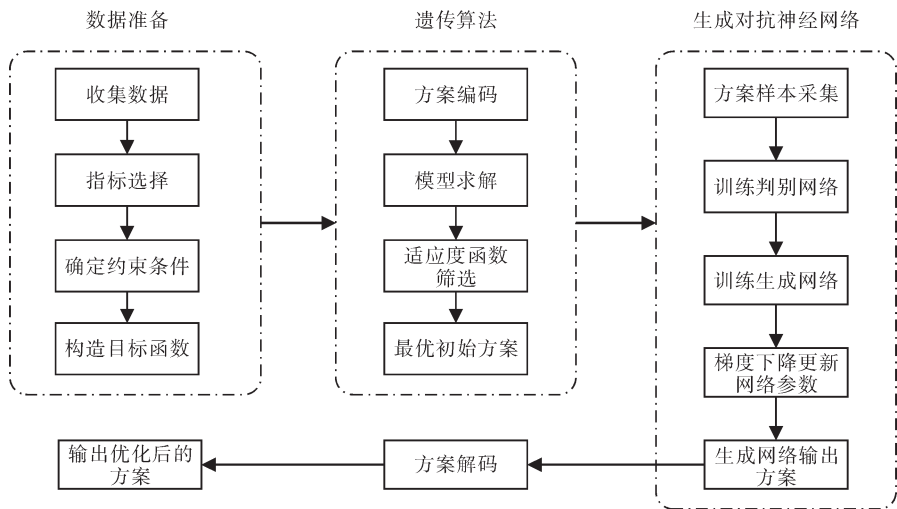 数据准备
收集数据
指标选择
确定约束条件
构造目标函数
遗传算法
方案编码
模型求解
适应度函数
筛选
最优初始方案
生成对抗神经网络
方案样本采集
训练判别网络
训练生成网络
梯度下降更新
网络参数
生成网络输出
方案
方案解码
输出优化后的
方案